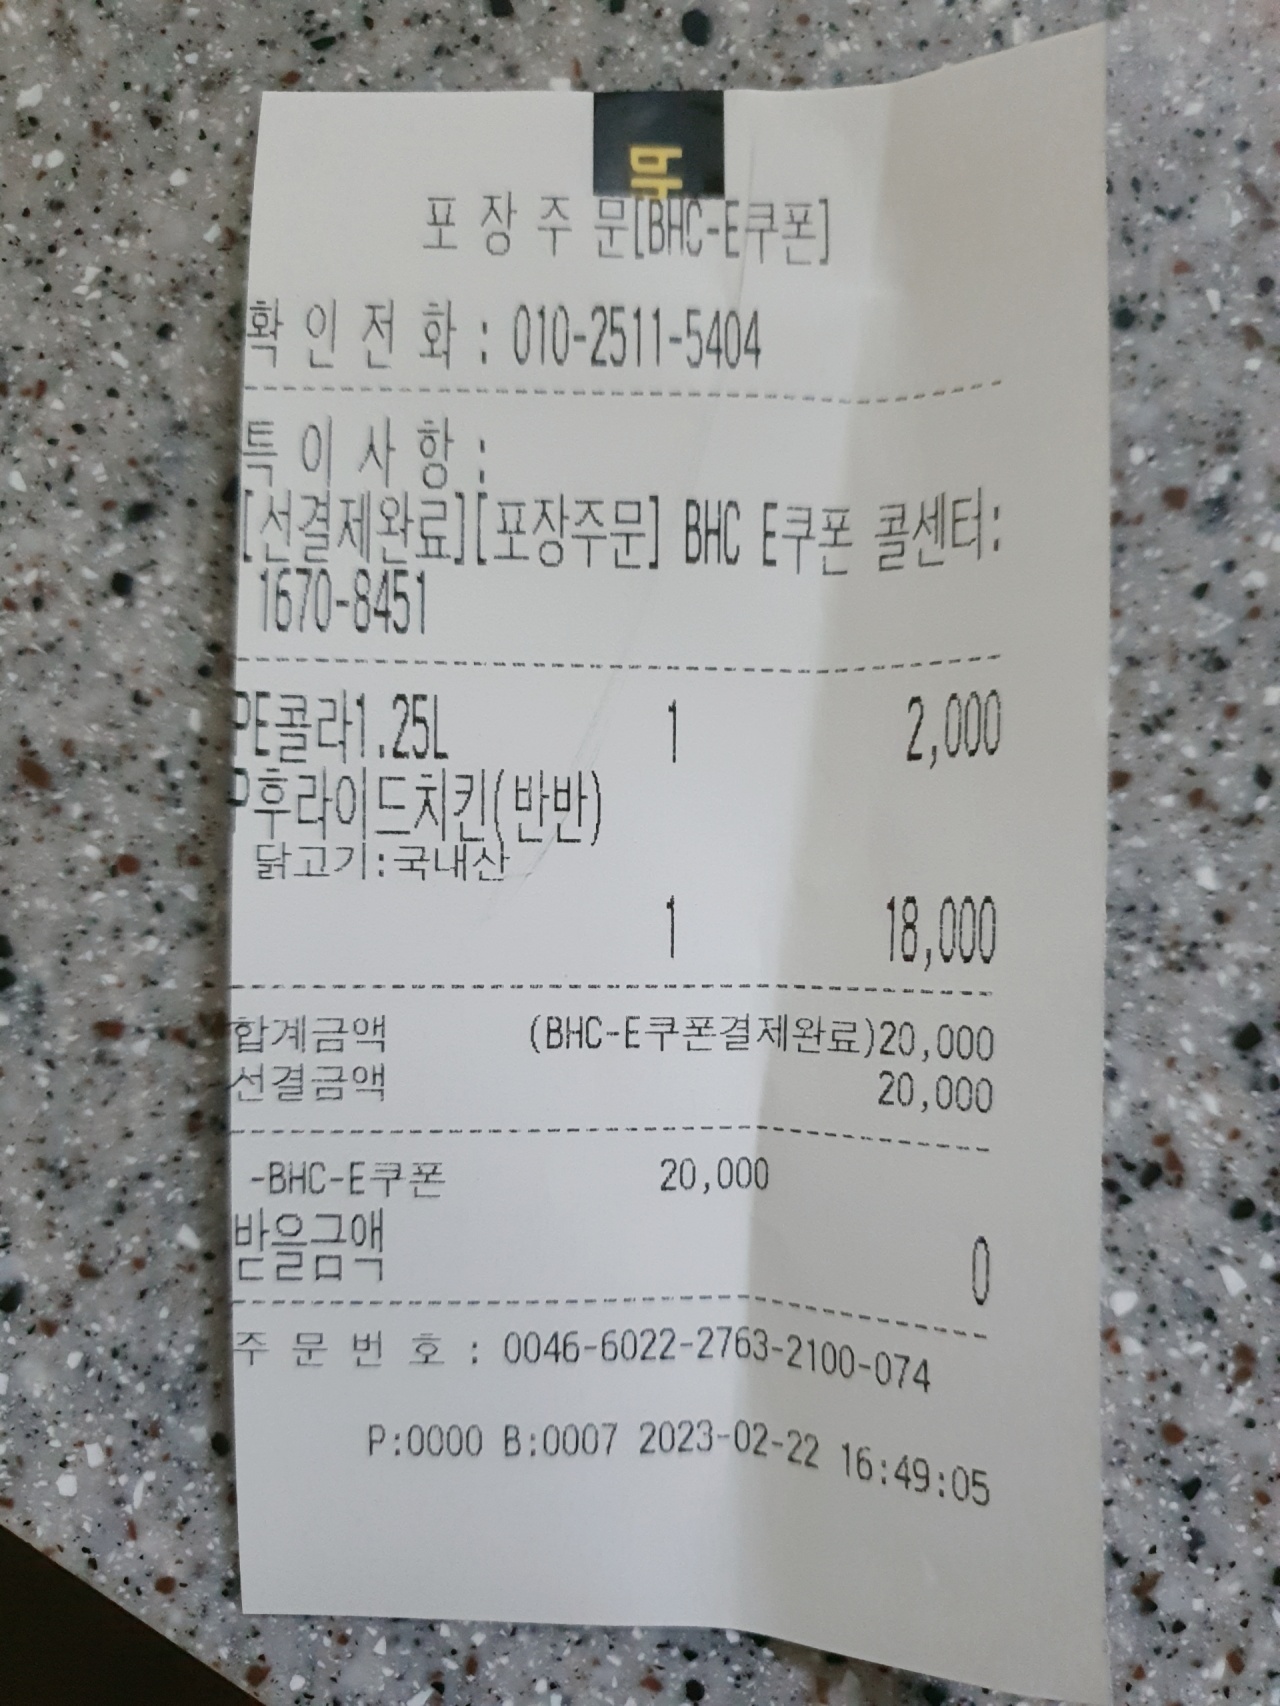 포 장 주 문[BHC-E쿠폰]
확 인 전 화 : 010-2511-5404
특 이 사 항 :
[선결제완료][포장주문] BHC E쿠폰 콜센터:
1670-8451
PE콜라1.25L 1 2,000
P후라이드치킨(반반)
닭고기:국내산
1 18,000
합계금액 (BHC-E쿠폰결제완료)20,000
선결금액 20,000
-BHC-E쿠폰 20,000
받을금액 0
주 문 번 호 : 0046-6022-2763-2100-074
P:0000 B:0007 2023-02-22 16:49:05